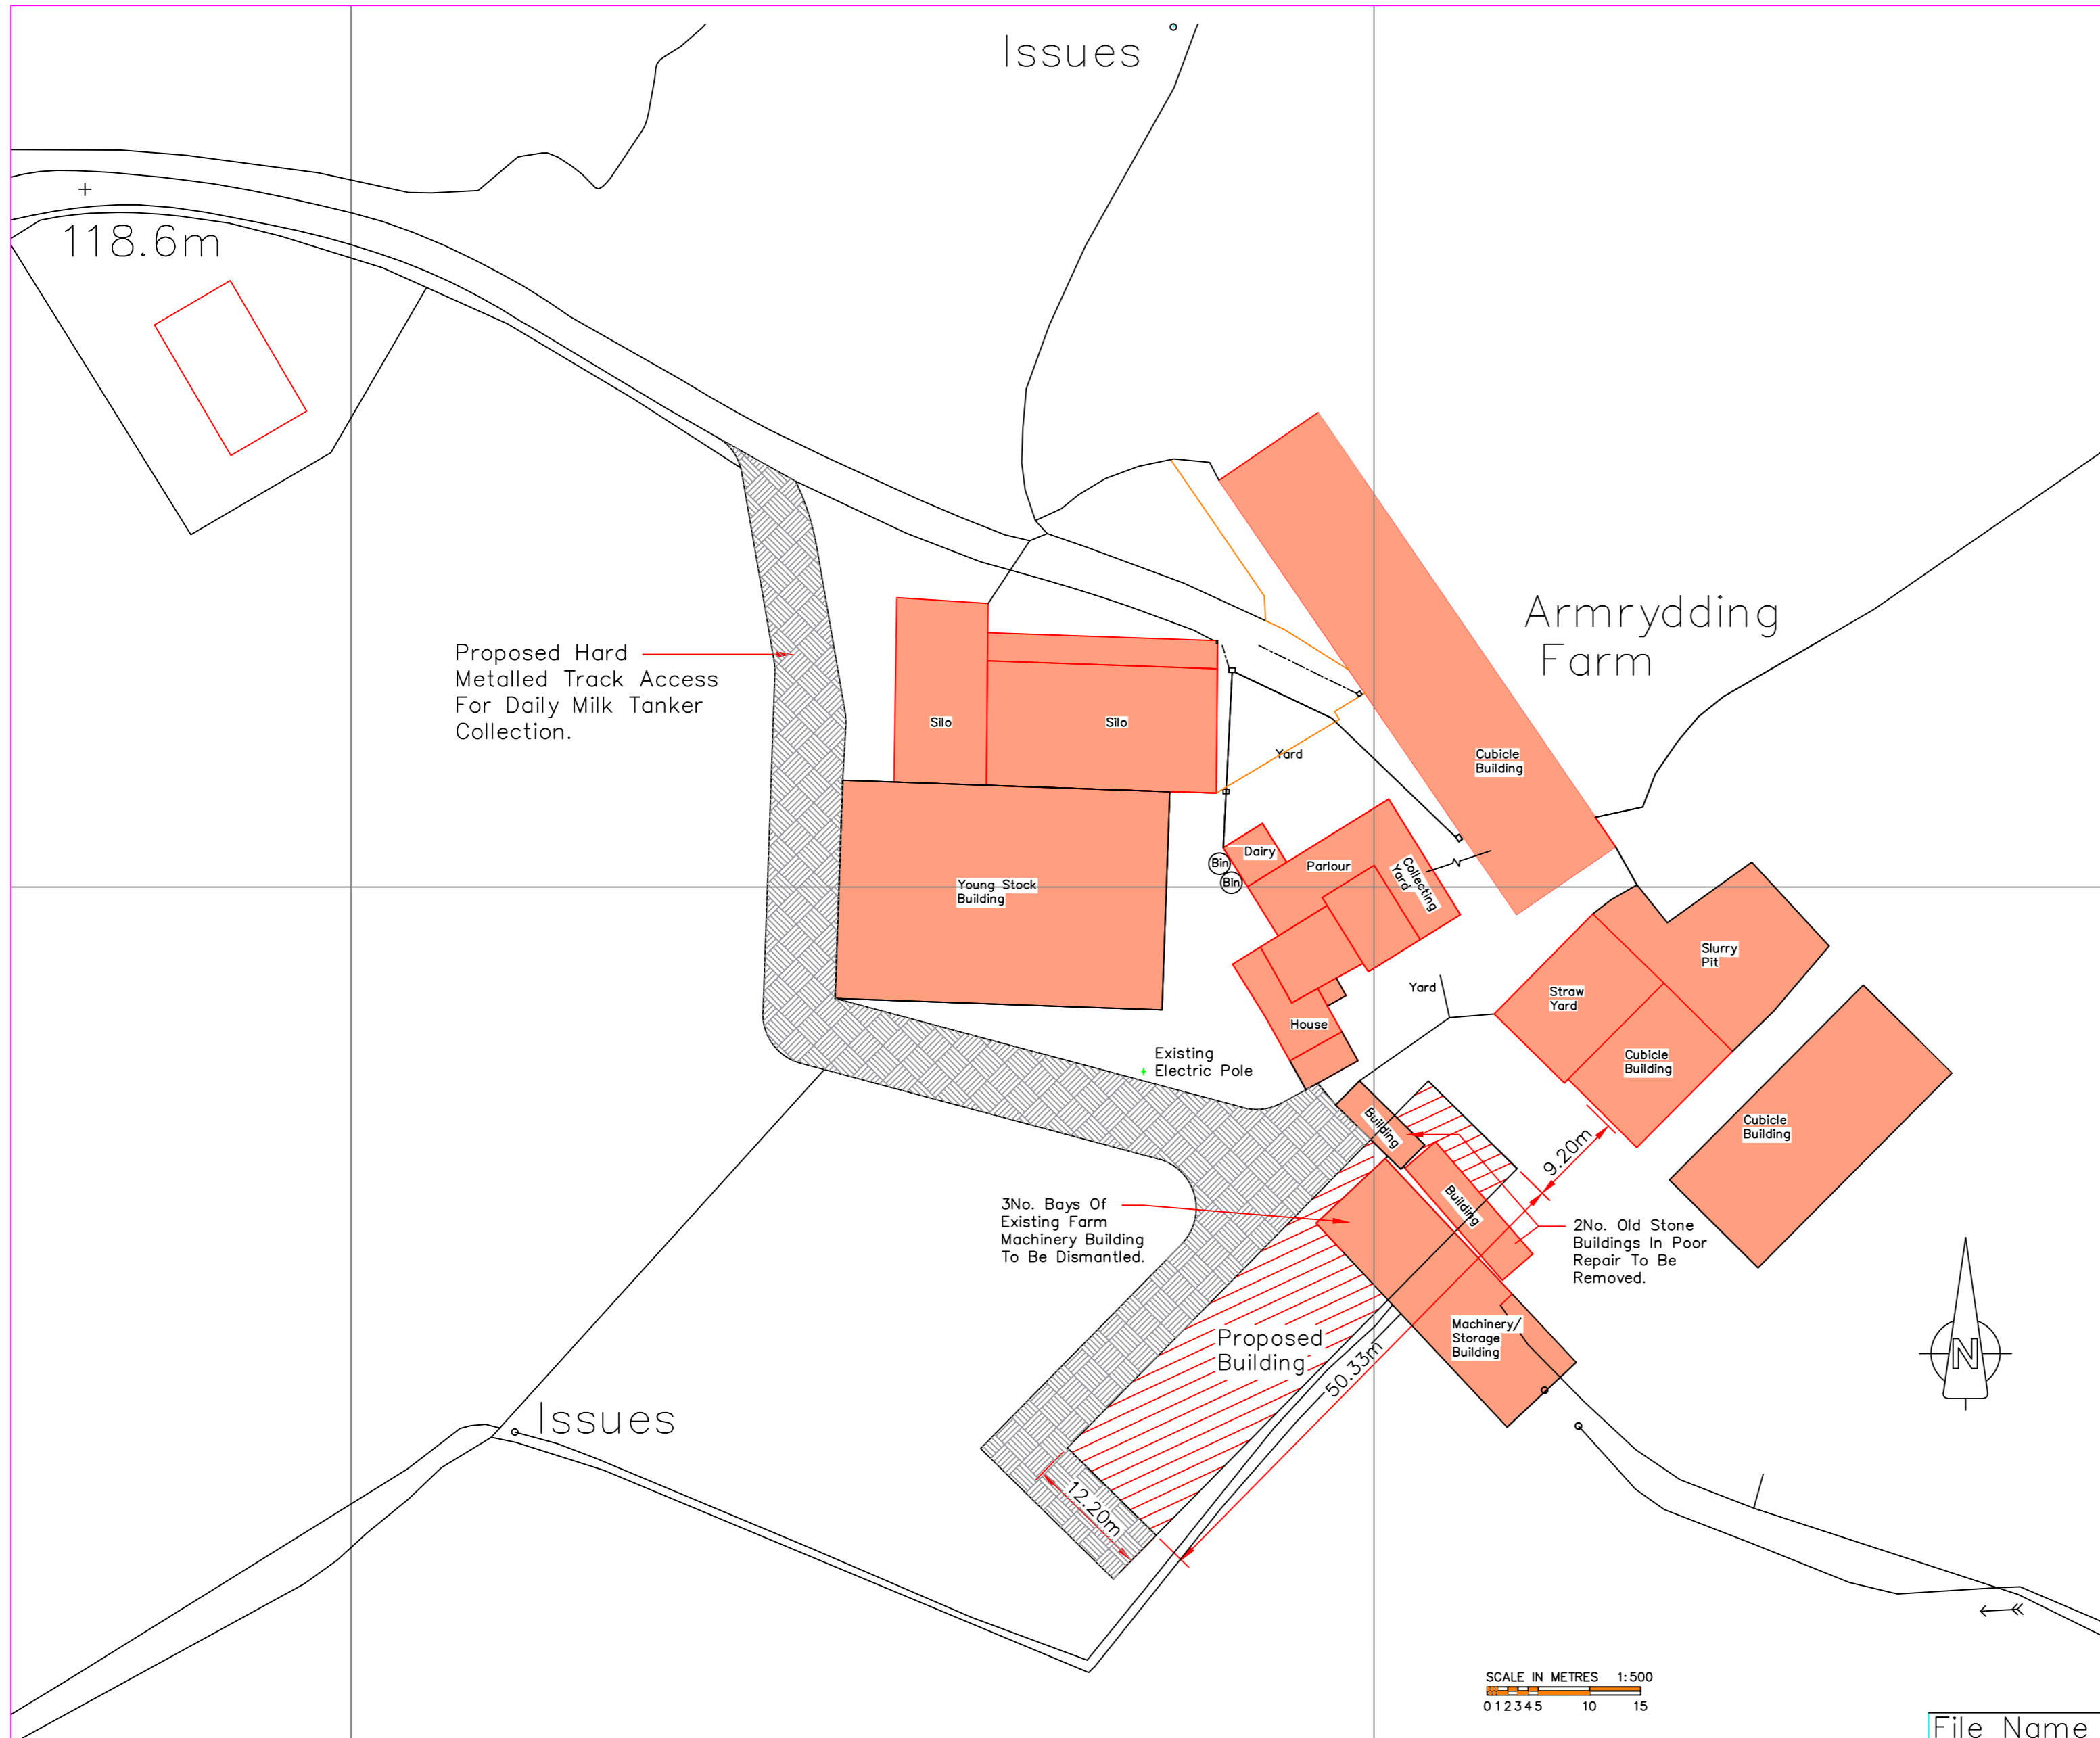 Issues
118.6m
Armrydding
Farm
Proposed Hard
Metalled Track Access
For Daily Milk Tanker
Collection.
Silo
Silo
Yard
Cubicle
Building
Dairy
Parlour
Collecting
Yard
Bin
Bin
Young Stock
Building
Slurry
Pit
Straw
Yard
Yard
House
Cubicle
Building
Existing
Electric Pole
Cubicle
Building
Building
9.20m
3No. Bays Of
Existing Farm
Machinery Building
To Be Dismantled.
Building
2No. Old Stone
Buildings In Poor
Repair To Be
Removed.
Proposed
Building
Machinery/
Storage
Building
50.33m
N
Issues
12.20m
SCALE IN METRES 1:500
0 1 2 3 4 5 10 15
File Name